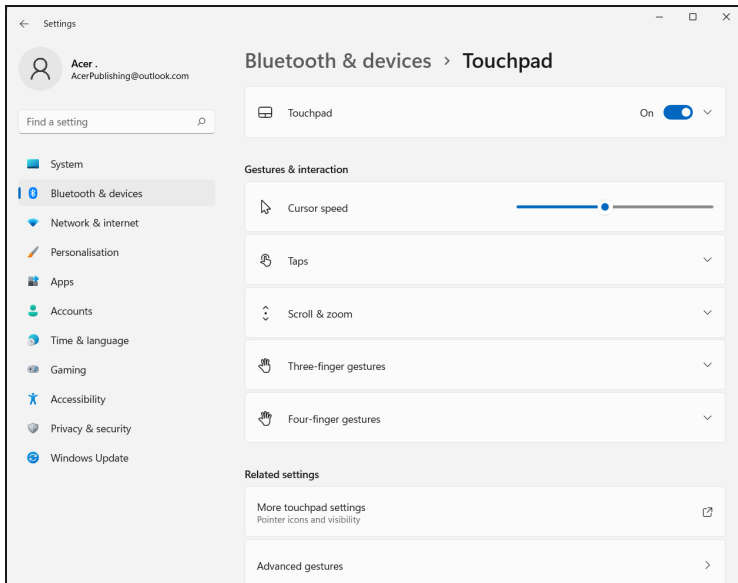 Settings
Acer .
AcerPublishing@outlook.com
Find a setting
System
Bluetooth & devices
Network & internet
Personalisation
Apps
Accounts
Time & language
Gaming
Accessibility
Privacy & security
Windows Update
Bluetooth & devices > Touchpad
Touchpad
On
Gestures & interaction
Cursor speed
Taps
Scroll & zoom
Three-finger gestures
Four-finger gestures
Related settings
More touchpad settings
Pointer icons and visibility
Advanced gestures